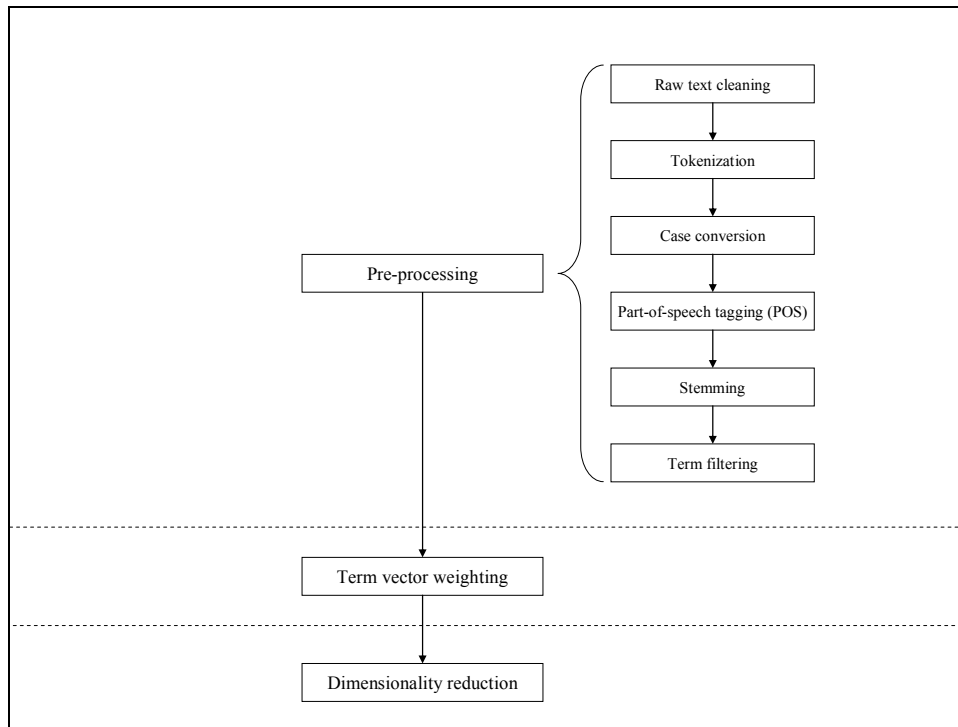 Raw text cleaning
Tokenization
Case conversion
Pre-processing
Part-of-speech tagging (POS)
Stemming
Term filtering
Term vector weighting
Dimensionality reduction